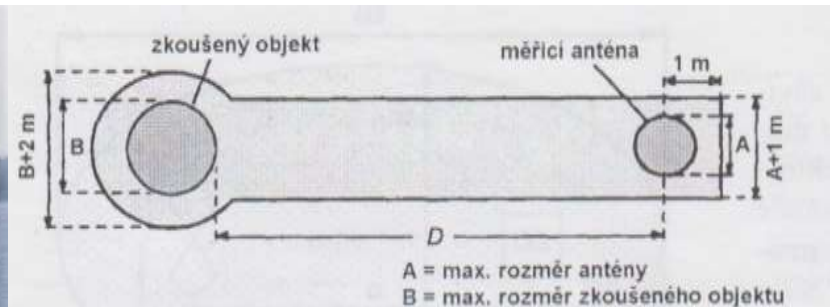 zkoušený objekt
měřicí anténa
1 m
B+2 m
B
A
A+1 m
D
A = max. rozměr antény
B = max. rozměr zkoušeného objektu